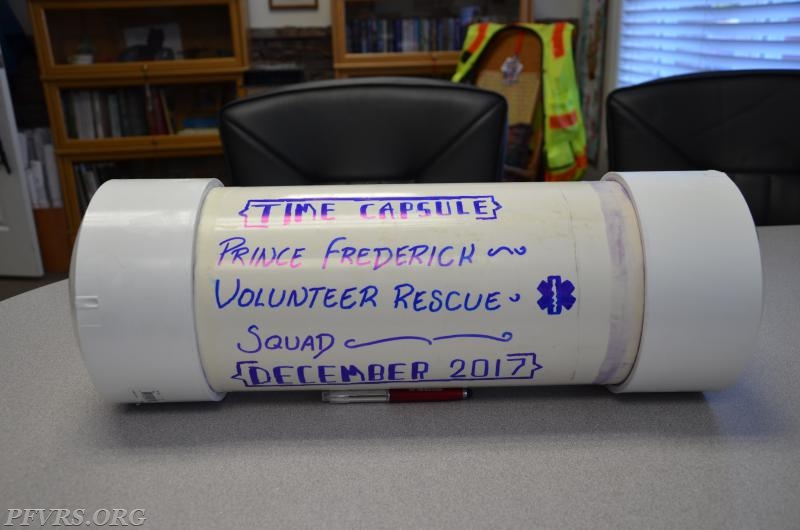 {TIME CAPSULE}
PRINCE FREDERICK
VOLUNTEER RESCUE
SQUAD
{DECEMBER 2017}
PFVRS.ORG